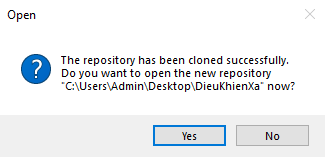 Open
The repository has been cloned successfully.
Do you want to open the new repository
"C:\Users\Admin\Desktop\DieuKhienXa" now?
Yes
No